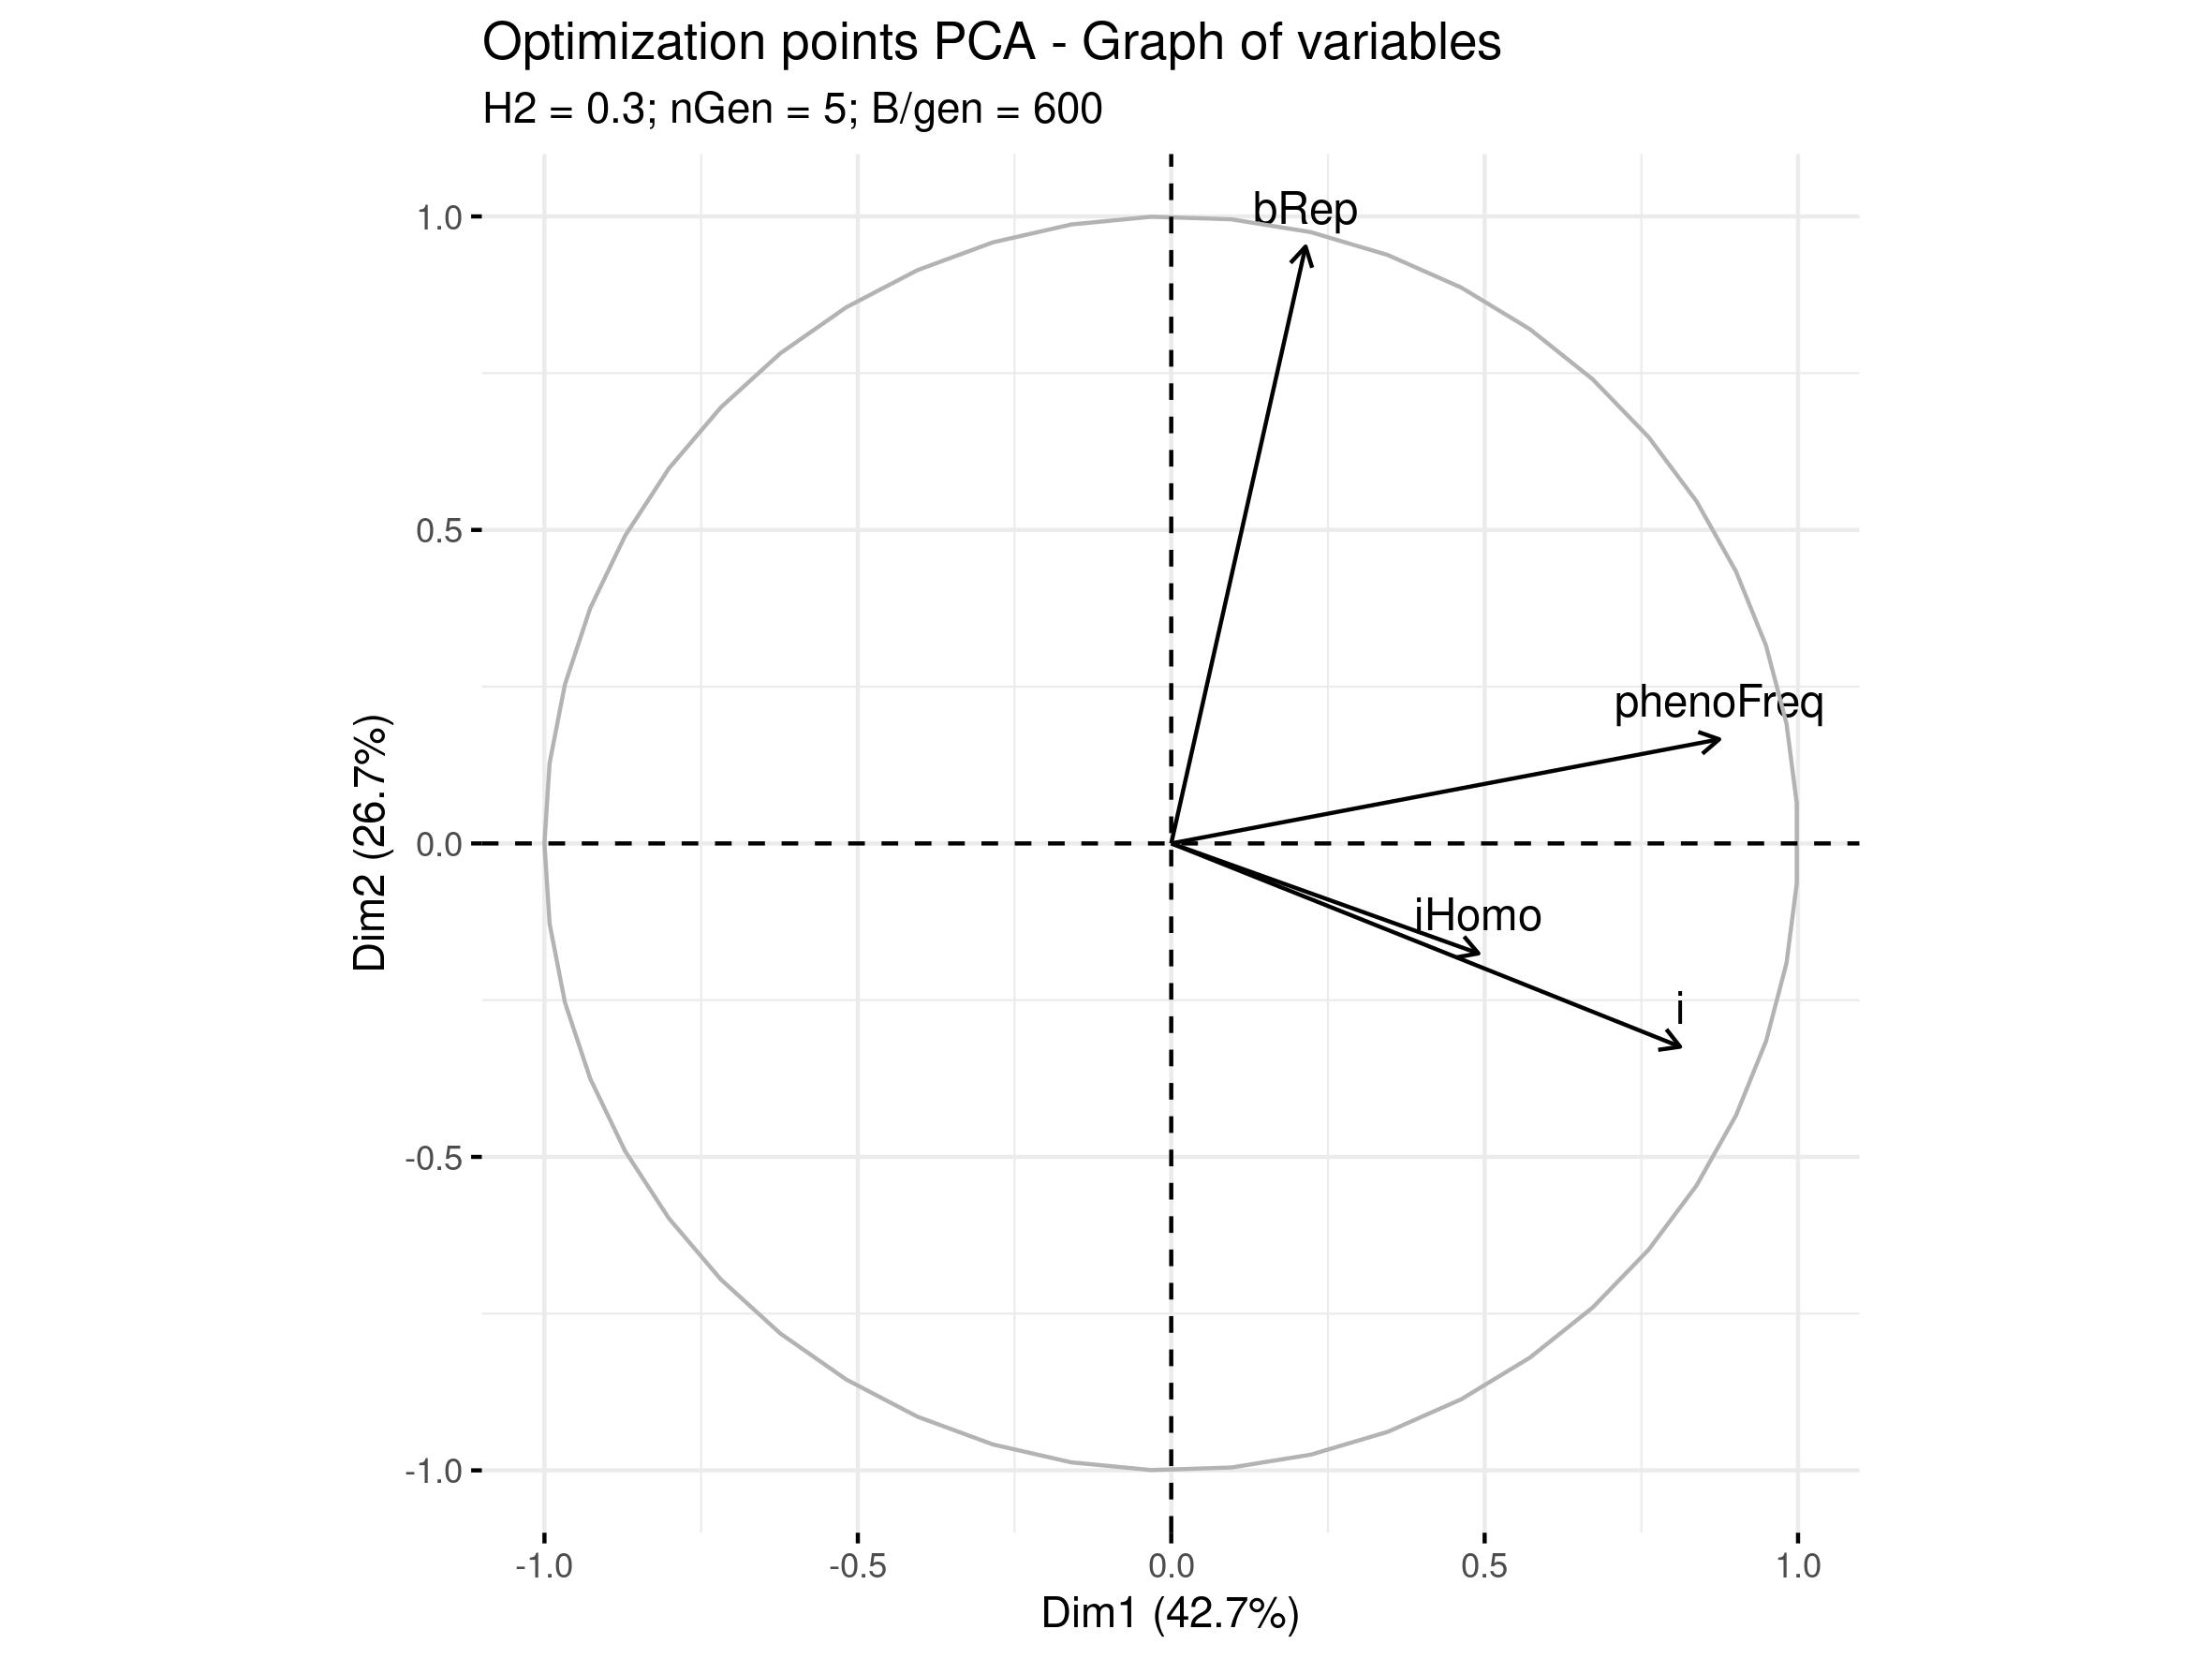 Optimization points PCA - Graph of variables
H2 = 0.3; nGen = 5; B/gen = 600
bRep
phenoFreq
iHomo
i
1.0
0.5
0.0
-0.5
-1.0
Dim2 (26.7%)
-1.0
-0.5
0.0
0.5
1.0
Dim1 (42.7%)